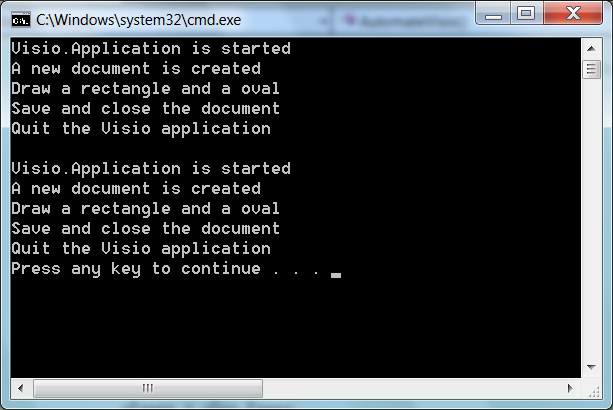 C:\Windows\system32\cmd.exe
Visio.Application is started
A new document is created
Draw a rectangle and a oval
Save and close the document
Quit the Visio application
Visio.Application is started
A new document is created
Draw a rectangle and a oval
Save and close the document
Quit the Visio application
Press any key to continue . . .